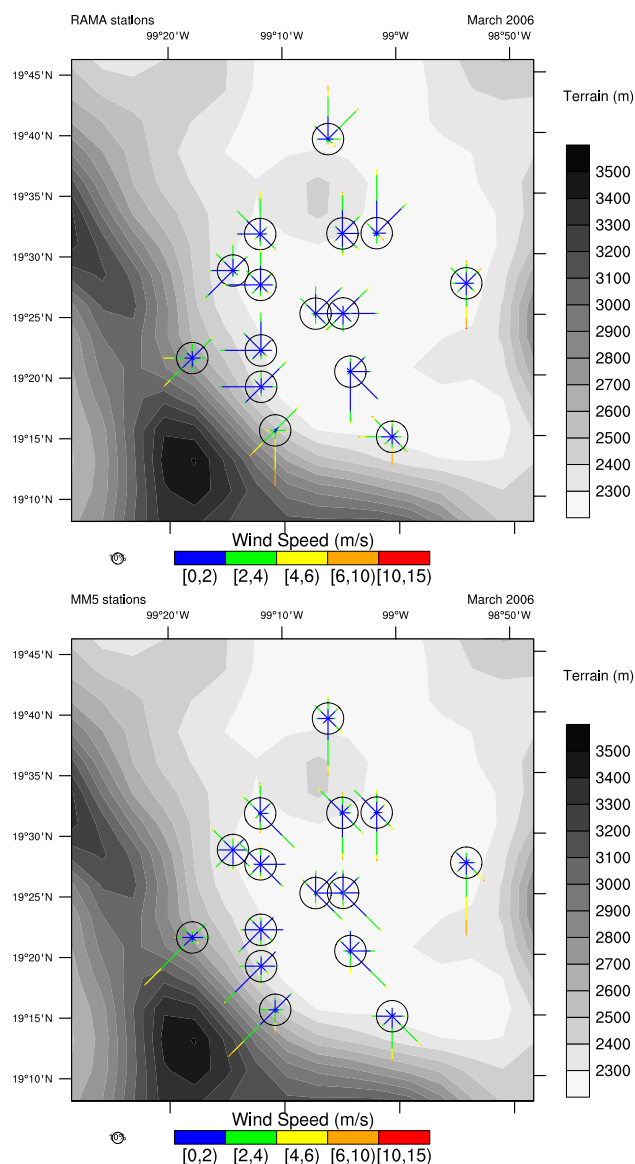 RAMA stations March 2006
99°20'W 99°10'W 99°W 98°50'W
19°45'N
19°40'N
19°35'N
19°30'N
19°25'N
19°20'N
19°15'N
19°10'N
Terrain (m)
3500
3400
3300
3200
3100
3000
2900
2800
2700
2600
2500
2400
2300
10%
Wind Speed (m/s)
[0,2) [2,4) [4,6) [6,10) [10,15)
MM5 stations March 2006
99°20'W 99°10'W 99°W 98°50'W
19°45'N
19°40'N
19°35'N
19°30'N
19°25'N
19°20'N
19°15'N
19°10'N
Terrain (m)
3500
3400
3300
3200
3100
3000
2900
2800
2700
2600
2500
2400
2300
10%
Wind Speed (m/s)
[0,2) [2,4) [4,6) [6,10) [10,15)